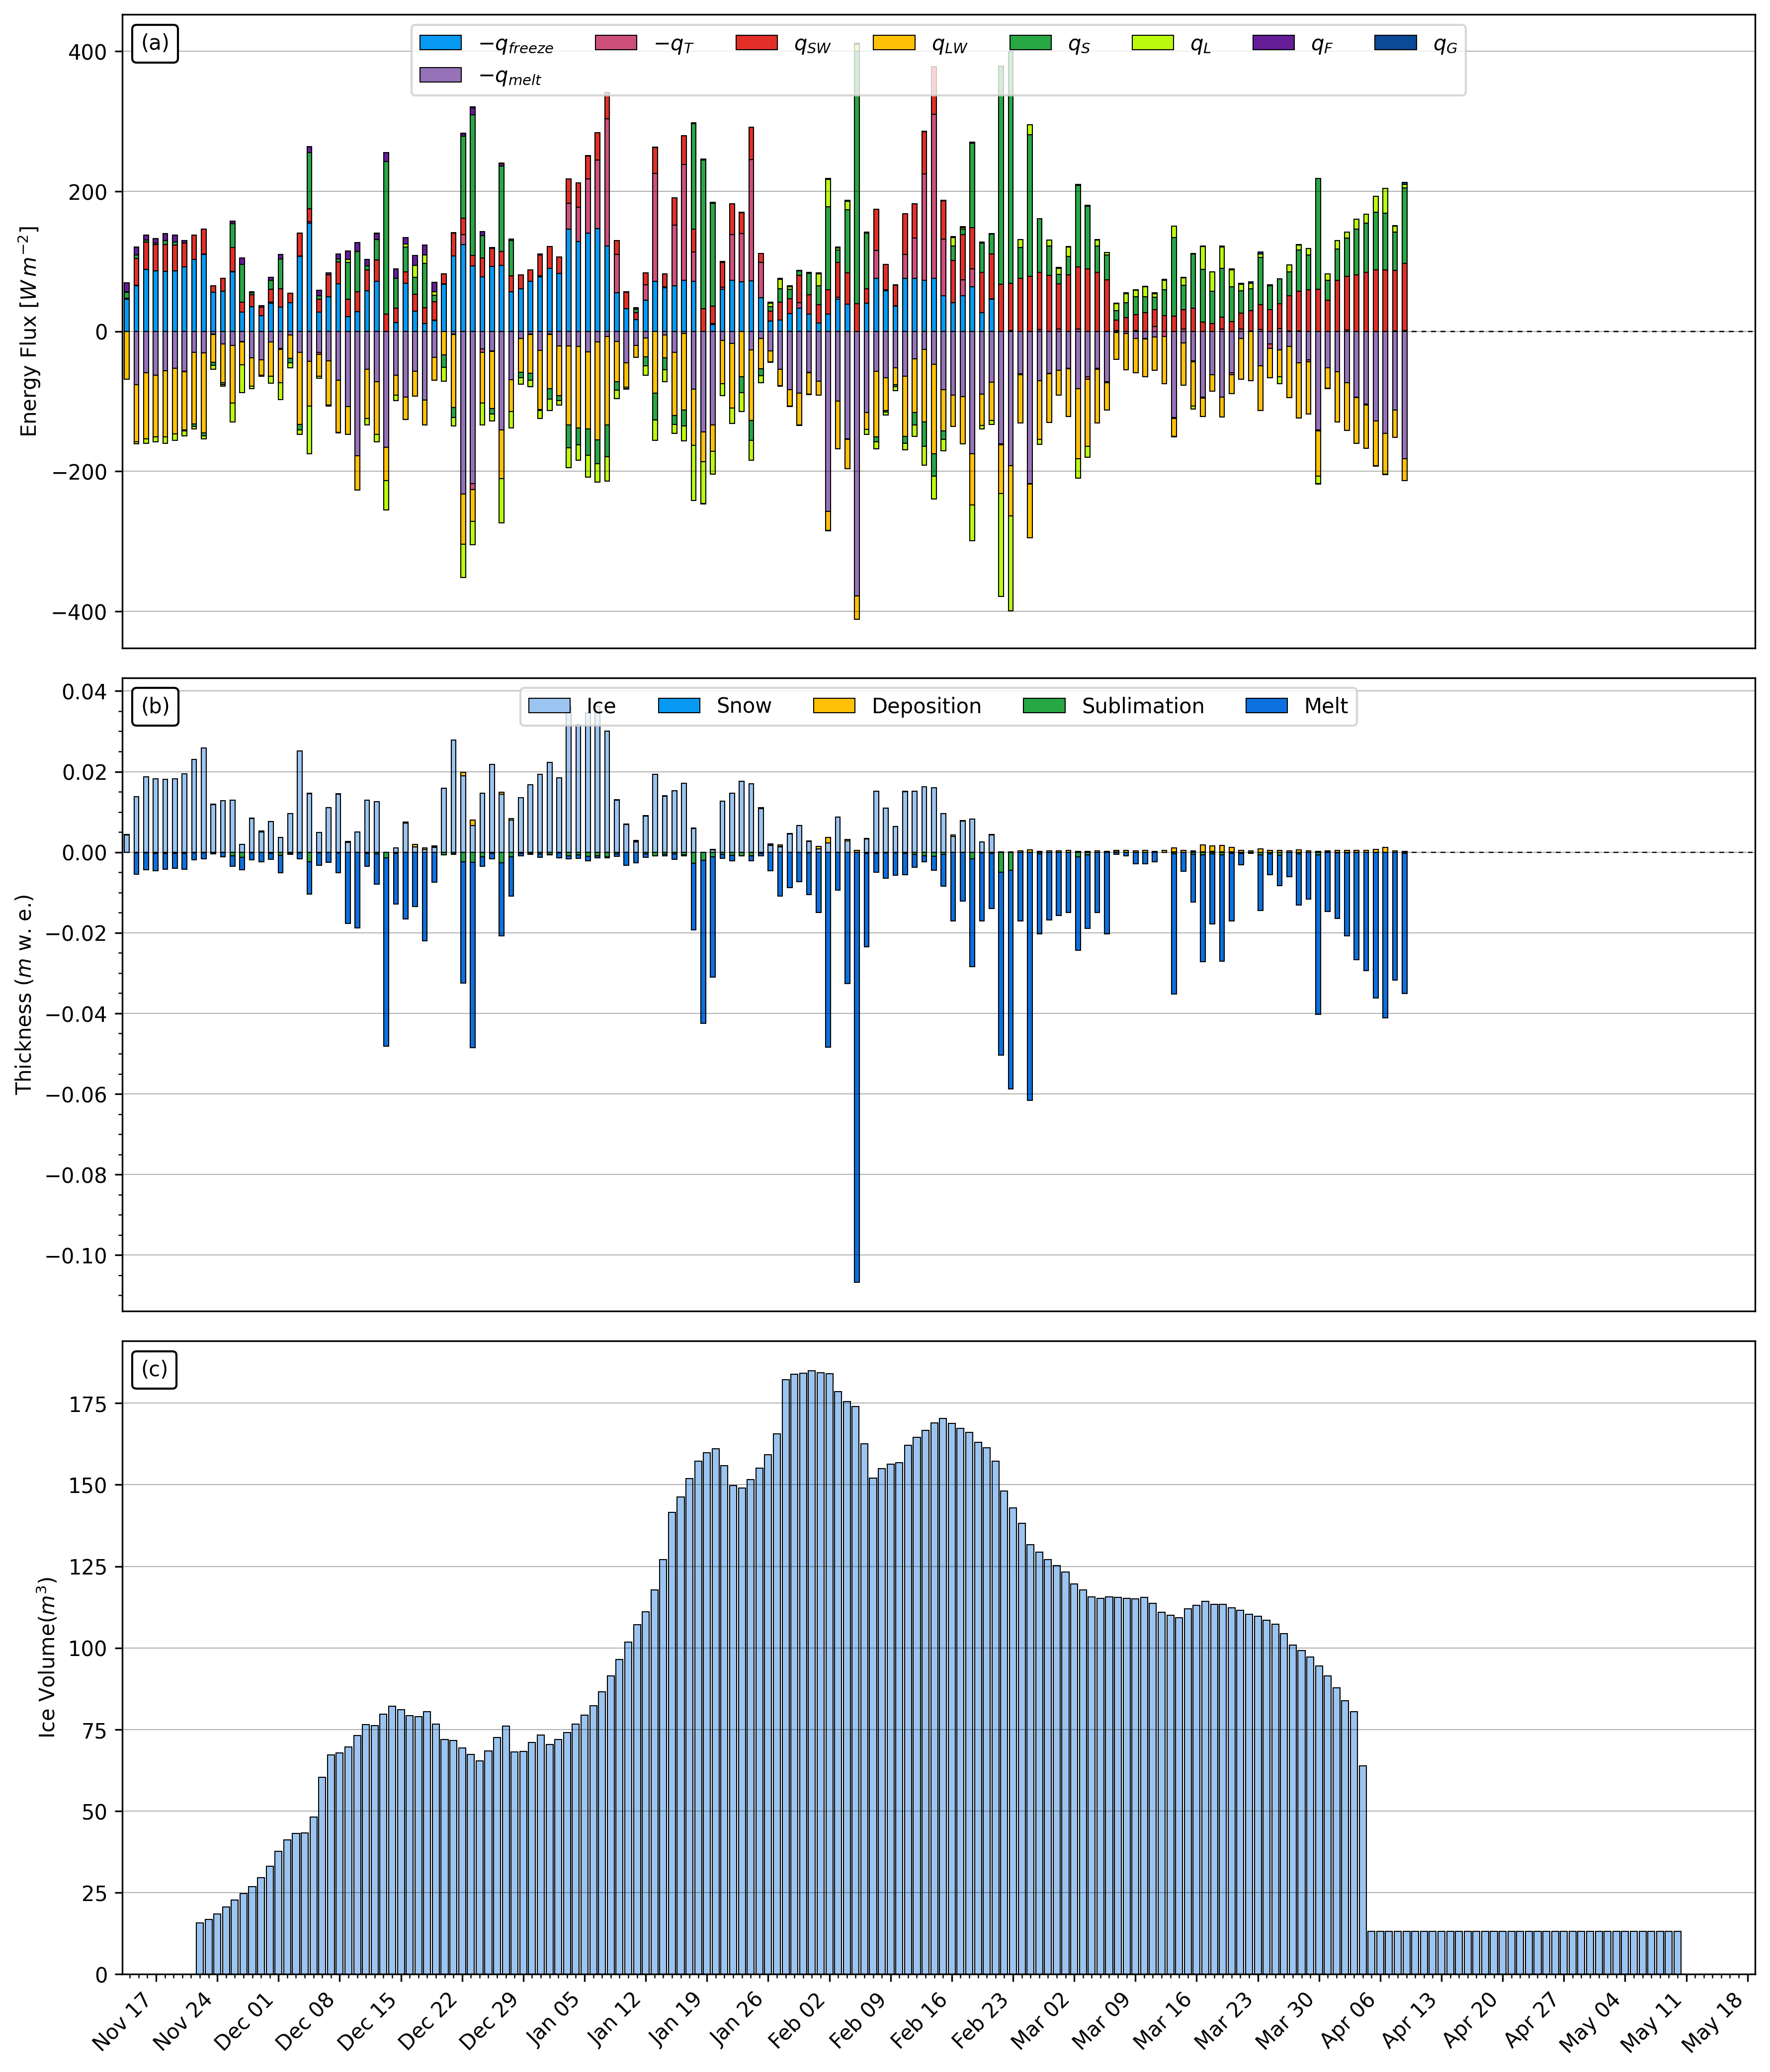 (a)
−q_freeze −q_T q_SW q_LW q_S q_L q_F q_G
−q_melt
400
200
0
−200
−400
Energy Flux [W m⁻²]
(b)
Ice Snow Deposition Sublimation Melt
0.04
0.02
0.00
−0.02
−0.04
−0.06
−0.08
−0.10
Thickness (m w. e.)
(c)
175
150
125
100
75
50
25
0
Ice Volume(m³)
Nov 17 Nov 24 Dec 01 Dec 08 Dec 15 Dec 22 Dec 29 Jan 05 Jan 12 Jan 19 Jan 26 Feb 02 Feb 09 Feb 16 Feb 23 Mar 02 Mar 09 Mar 16 Mar 23 Mar 30 Apr 06 Apr 13 Apr 20 Apr 27 May 04 May 11 May 18